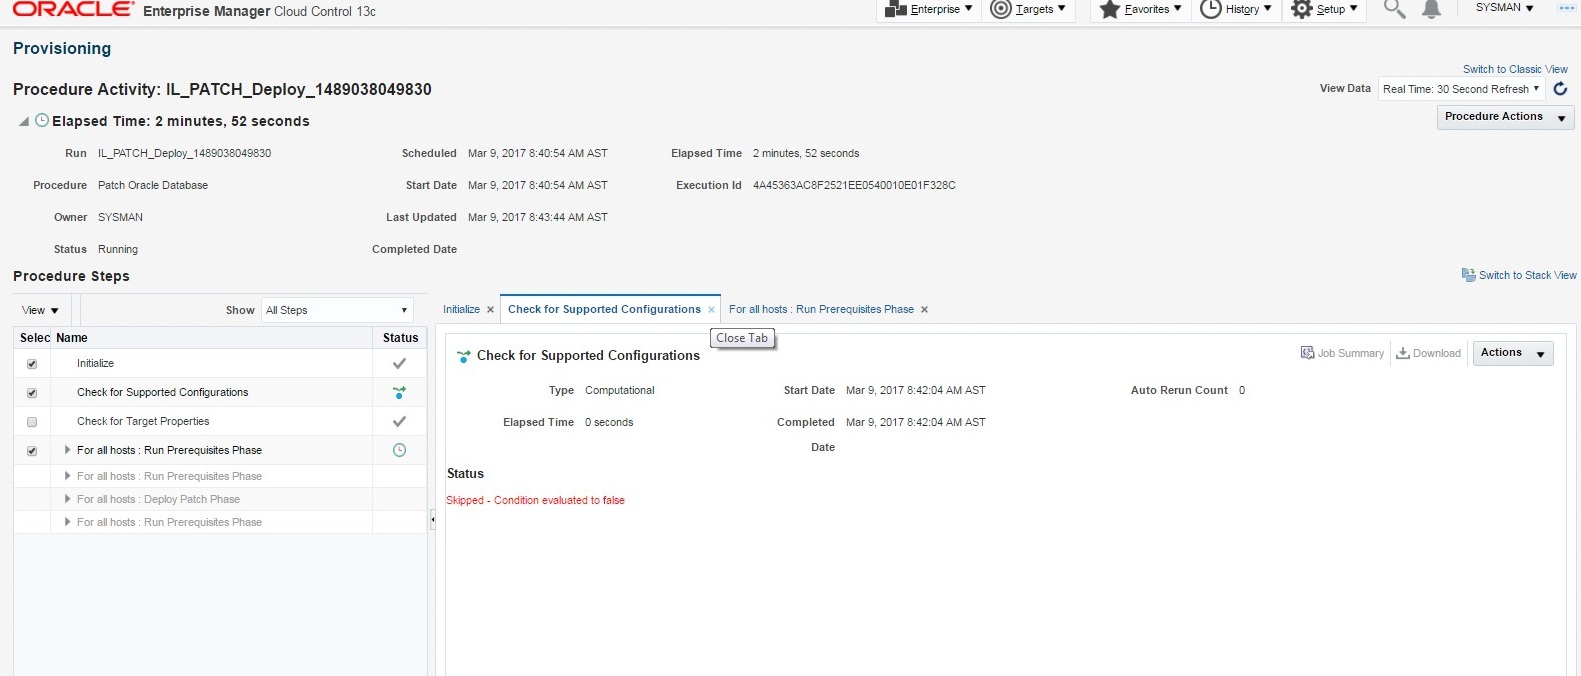 ORACLE Enterprise Manager Cloud Control 13c Enterprise Targets Favorites History Setup SYSMAN
Provisioning
Switch to Classic View
Procedure Activity: IL_PATCH_Deploy_1489038049830
View Data Real Time: 30 Second Refresh
Procedure Actions
Elapsed Time: 2 minutes, 52 seconds
Run IL_PATCH_Deploy_1489038049830 Scheduled Mar 9, 2017 8:40:54 AM AST Elapsed Time 2 minutes, 52 seconds
Procedure Patch Oracle Database Start Date Mar 9, 2017 8:40:54 AM AST Execution Id 4A45363AC8F2521EE0540010E01F328C
Owner SYSMAN Last Updated Mar 9, 2017 8:43:44 AM AST
Status Running Completed Date
Procedure Steps
Switch to Stack View
View Show All Steps
Selec Name Status
Initialize
Check for Supported Configurations
Check for Target Properties
For all hosts : Run Prerequisites Phase
For all hosts : Run Prerequisites Phase
For all hosts : Deploy Patch Phase
For all hosts : Run Prerequisites Phase
Initialize Check for Supported Configurations For all hosts : Run Prerequisites Phase
Close Tab
Check for Supported Configurations
Job Summary Download Actions
Type Computational Start Date Mar 9, 2017 8:42:04 AM AST Auto Rerun Count 0
Elapsed Time 0 seconds Completed Mar 9, 2017 8:42:04 AM AST
Date
Status
Skipped - Condition evaluated to false